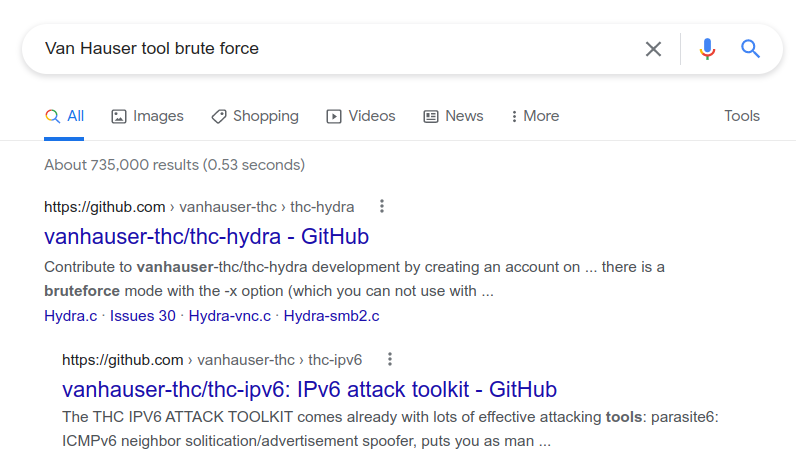 Van Hauser tool brute force
All Images Shopping Videos News More Tools
About 735,000 results (0.53 seconds)
https://github.com › vanhauser-thc › thc-hydra
vanhauser-thc/thc-hydra - GitHub
Contribute to vanhauser-thc/thc-hydra development by creating an account on ... there is a
bruteforce mode with the -x option (which you can not use with ...
Hydra.c · Issues 30 · Hydra-vnc.c · Hydra-smb2.c
https://github.com › vanhauser-thc › thc-ipv6
vanhauser-thc/thc-ipv6: IPv6 attack toolkit - GitHub
The THC IPV6 ATTACK TOOLKIT comes already with lots of effective attacking tools: parasite6:
ICMPv6 neighbor solitication/advertisement spoofer, puts you as man ...